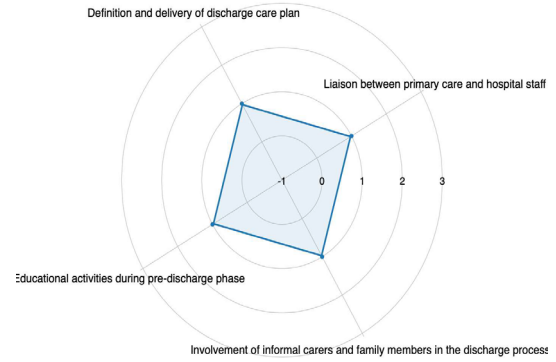 Definition and delivery of discharge care plan
Liaison between primary care and hospital staff
-1 0 1 2 3
Educational activities during pre-discharge phase
Involvement of informal carers and family members in the discharge process